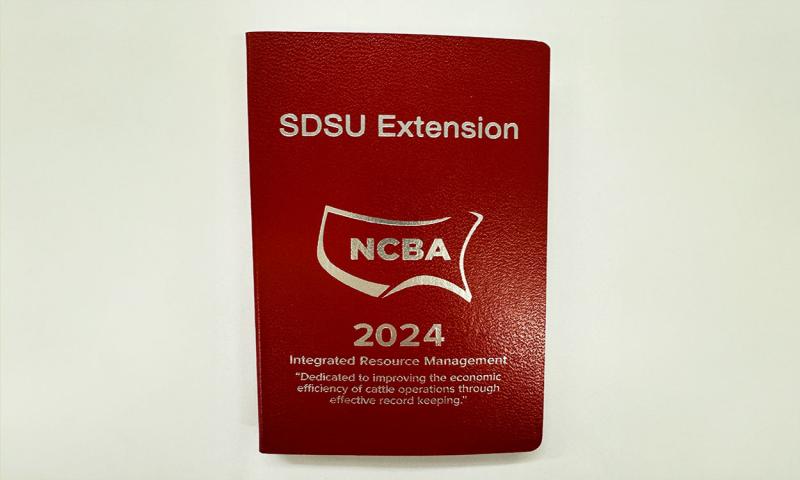 SDSU Extension
NCBA
2024
Integrated Resource Management
"Dedicated to improving the economic
efficiency of cattle operations through
effective record keeping."